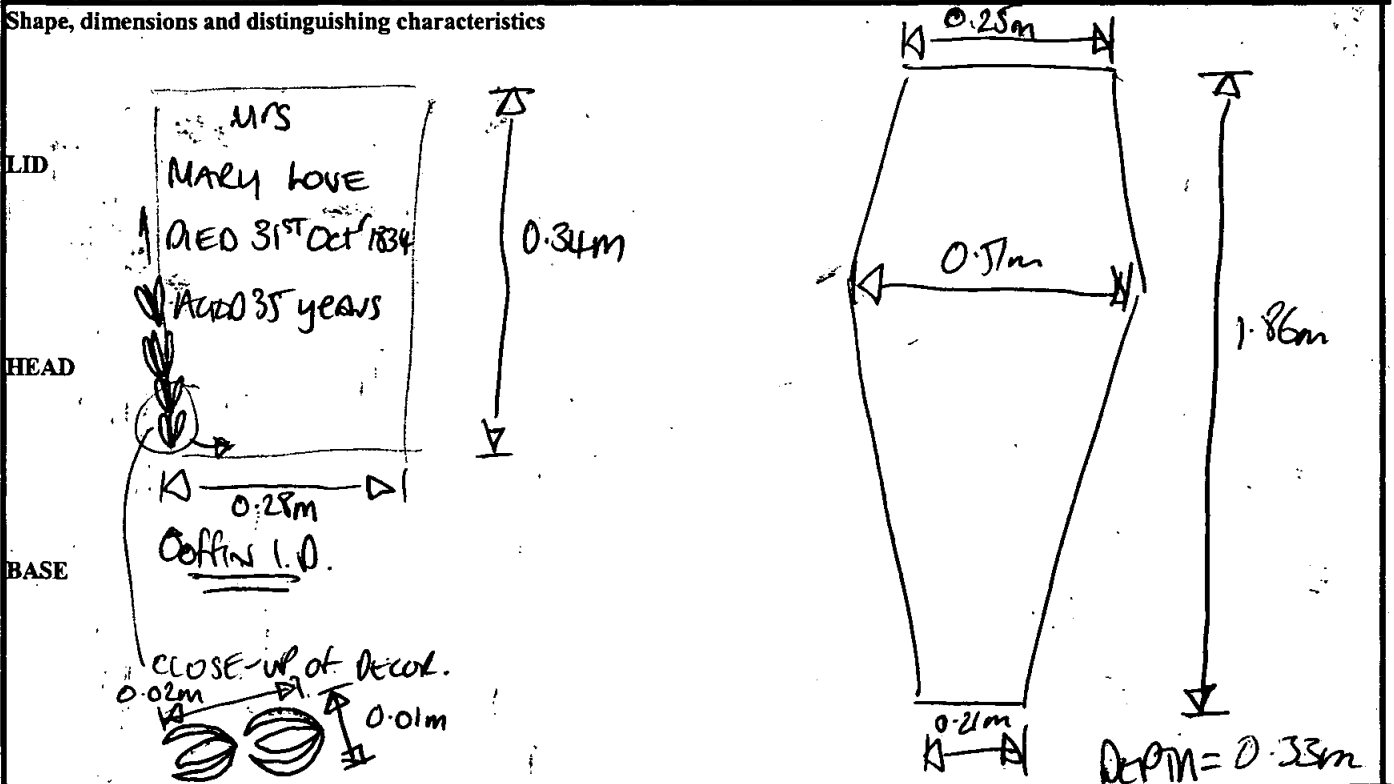 Shape, dimensions and distinguishing characteristics
LID
HEAD
BASE
MRS
MARY LOVE
DIED 31ST Oct 1834
AGED 35 years
0.34m
0.28m
Coffin I.D.
CLOSE-UP of DECOR.
0.02m
0.01m
0.25m
0.57m
1.86m
0.21m
DEPTH = 0.33m